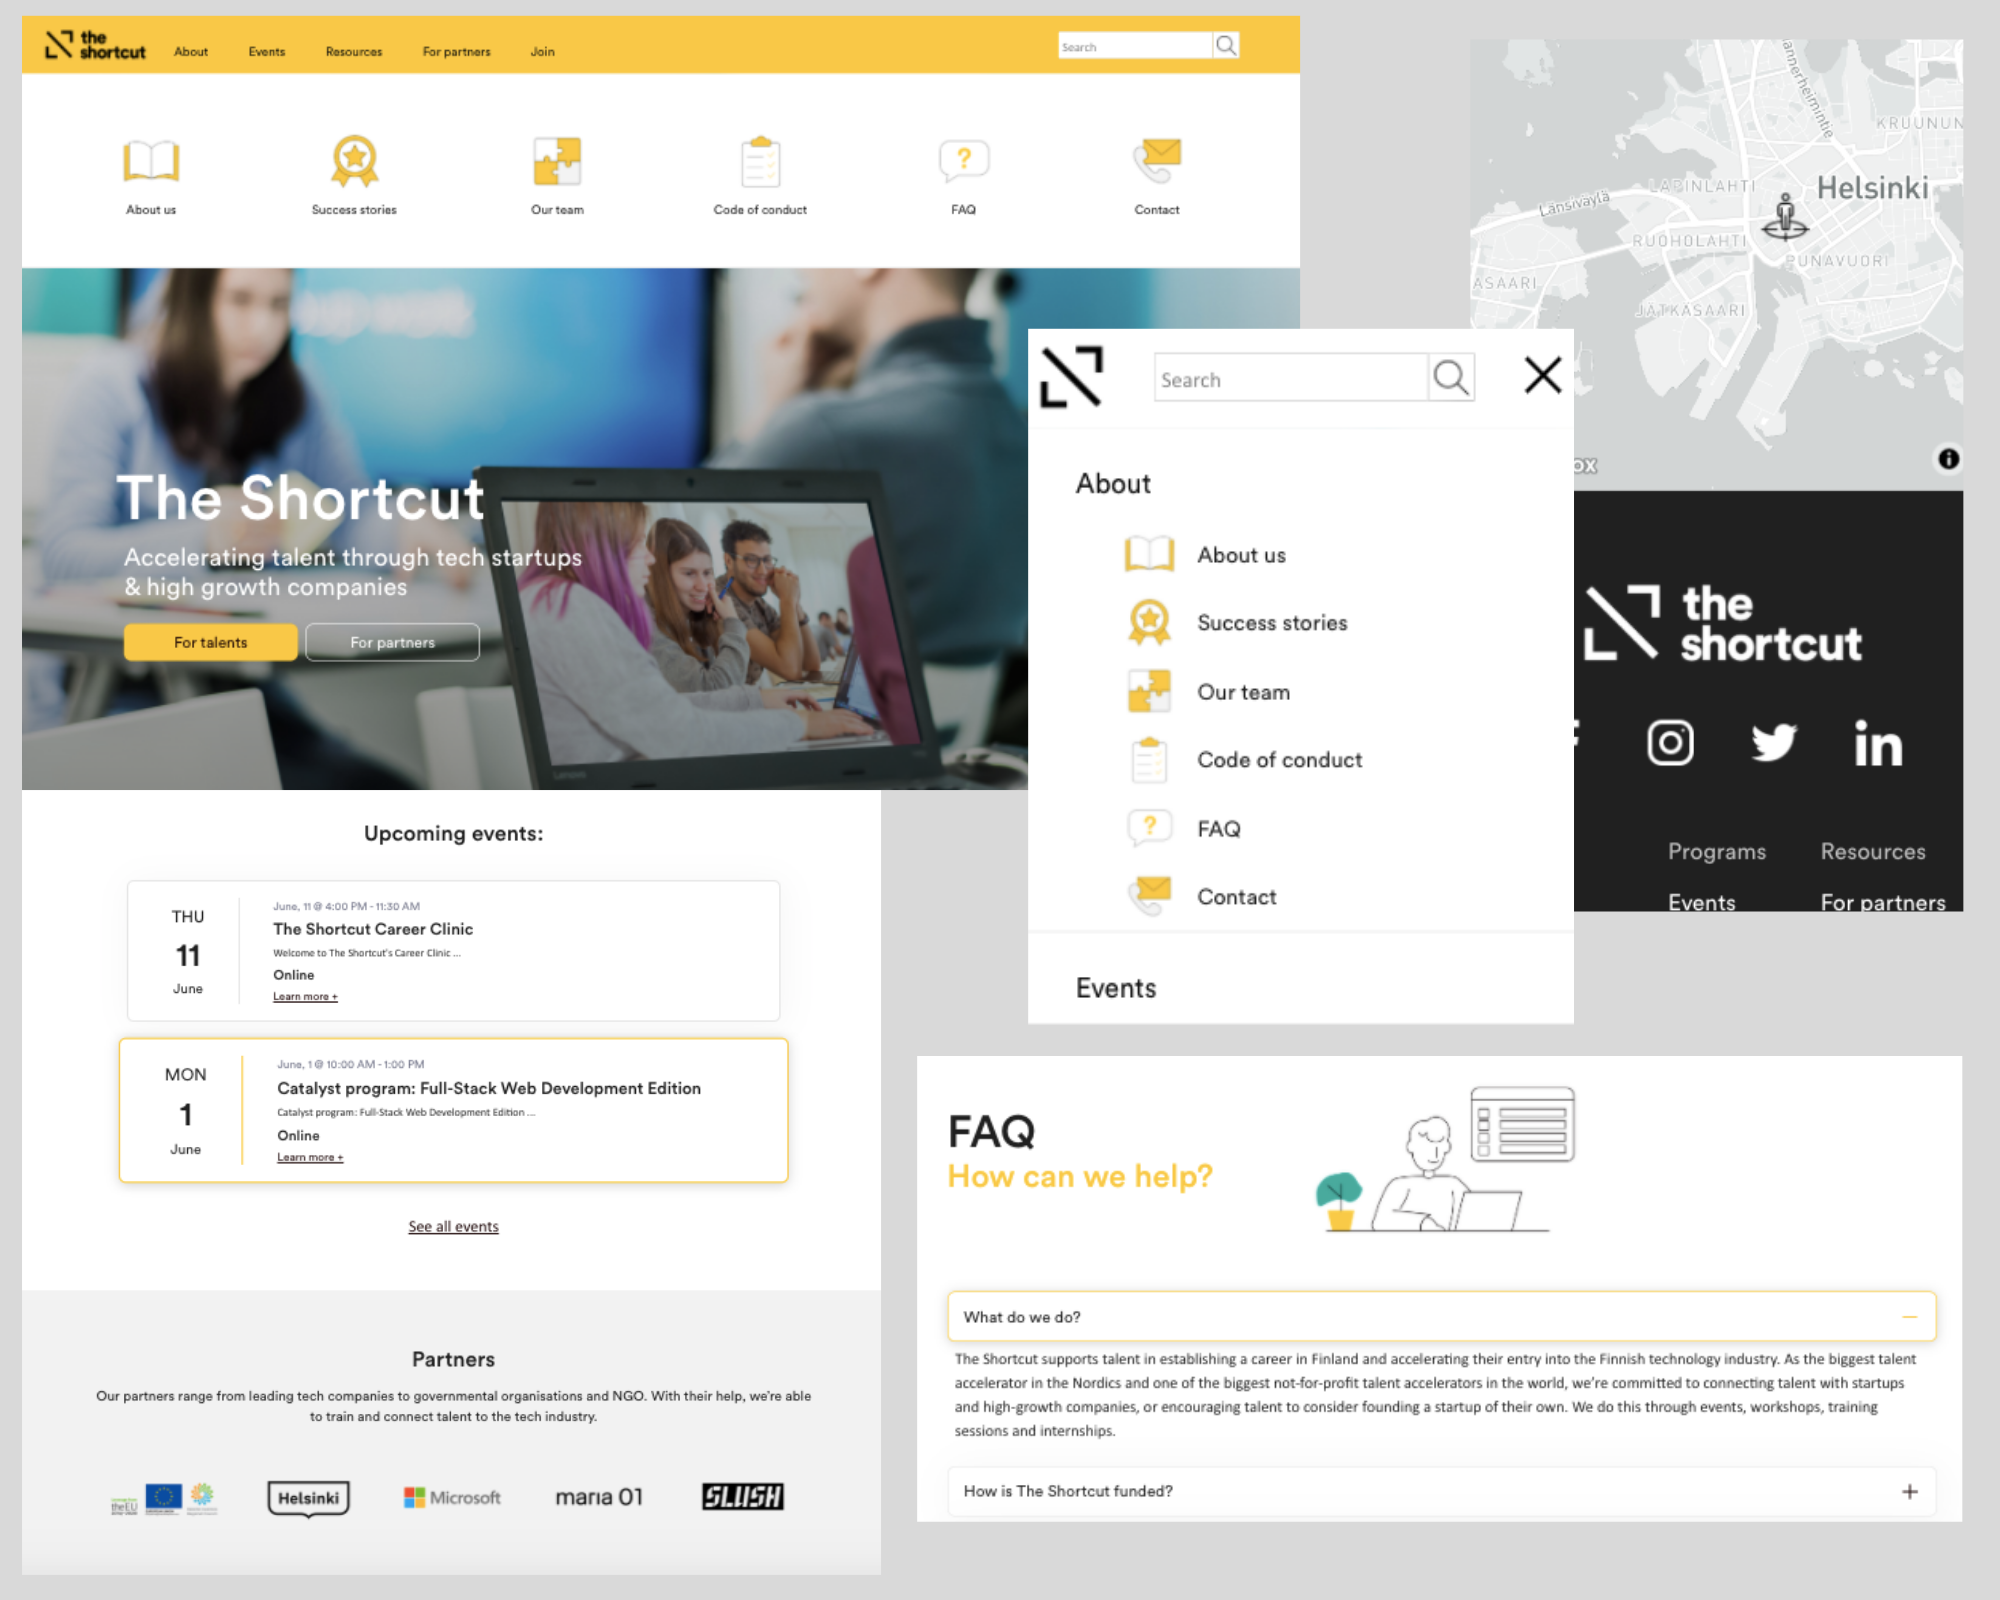 the
shortcut
About
Events
Resources
For partners
Join
Search
About us
Success stories
Our team
Code of conduct
FAQ
Contact
The Shortcut
Accelerating talent through tech startups
& high growth companies
For talents
For partners
Upcoming events:
THU
11
June
June, 11 @ 4:00 PM - 11:30 AM
The Shortcut Career Clinic
Welcome to The Shortcut's Career Clinic ...
Online
Learn more +
MON
1
June
June, 1 @ 10:00 AM - 1:00 PM
Catalyst program: Full-Stack Web Development Edition
Catalyst program: Full-Stack Web Development Edition ...
Online
Learn more +
See all events
Partners
Our partners range from leading tech companies to governmental organisations and NGO. With their help, we're able
to train and connect talent to the tech industry.
theEU
Helsinki
Microsoft
maria 01
SLUSH
Search
About
About us
Success stories
Our team
Code of conduct
FAQ
Contact
Events
annerheimintie
KRUUNUN
LAPINLAHTI
Helsinki
Länsiväylä
RUOHOLAHTI
PUNAVUORI
ASAARI
JÄTKÄSAARI
ox
the
shortcut
in
Programs
Resources
Events
For partners
FAQ
How can we help?
What do we do?
The Shortcut supports talent in establishing a career in Finland and accelerating their entry into the Finnish technology industry. As the biggest talent
accelerator in the Nordics and one of the biggest not-for-profit talent accelerators in the world, we're committed to connecting talent with startups
and high-growth companies, or encouraging talent to consider founding a startup of their own. We do this through events, workshops, training
sessions and internships.
How is The Shortcut funded?